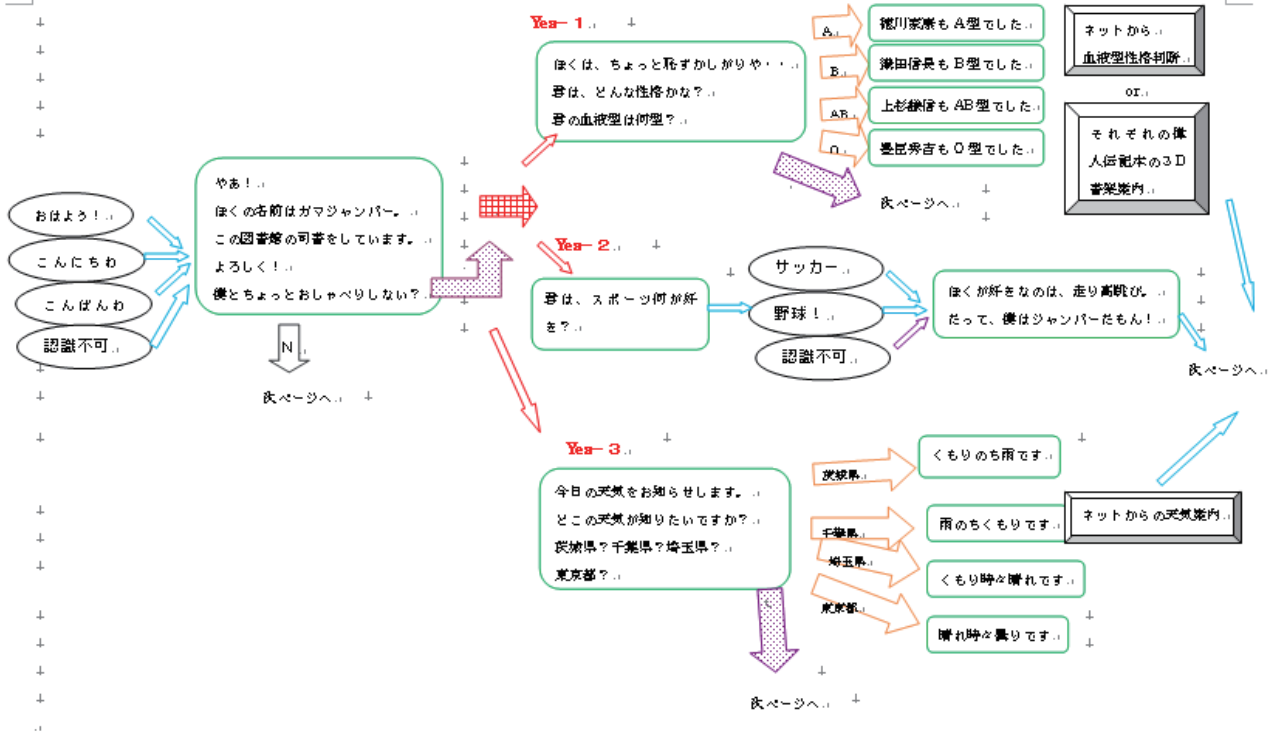 おはよう！
こんにちわ
こんばんわ
認識不可
やあ！
ぼくの名前はガマジャンパー。
この図書館の司書をしています。
よろしく！
僕とちょっとおしゃべりしない？
N
次ページへ
Yes－1
ぼくは、ちょっと恥ずかしがりや・・
君は、どんな性格かな？
君の血液型は何型？
A
徳川家康もA型でした
B
織田信長もB型でした
AB
上杉謙信もAB型でした
O
豊臣秀吉もO型でした
次ページへ
ネットから
血液型性格判断
or
それぞれの偉
人伝記本の3D
書架案内
Yes－2
君は、スポーツ何が好
き？
サッカー
野球！
認識不可
ぼくが好きなのは、走り高跳び。
だって、僕はジャンパーだもん！
次ページへ
Yes－3
今日の天気をお知らせします。
どこの天気が知りたいですか？
茨城県？千葉県？埼玉県？
東京都？
茨城県
くもりのち雨です
千葉県
雨のちくもりです
埼玉県
くもり時々晴れです
東京都
晴れ時々曇りです
ネットからの天気案内
次ページへ